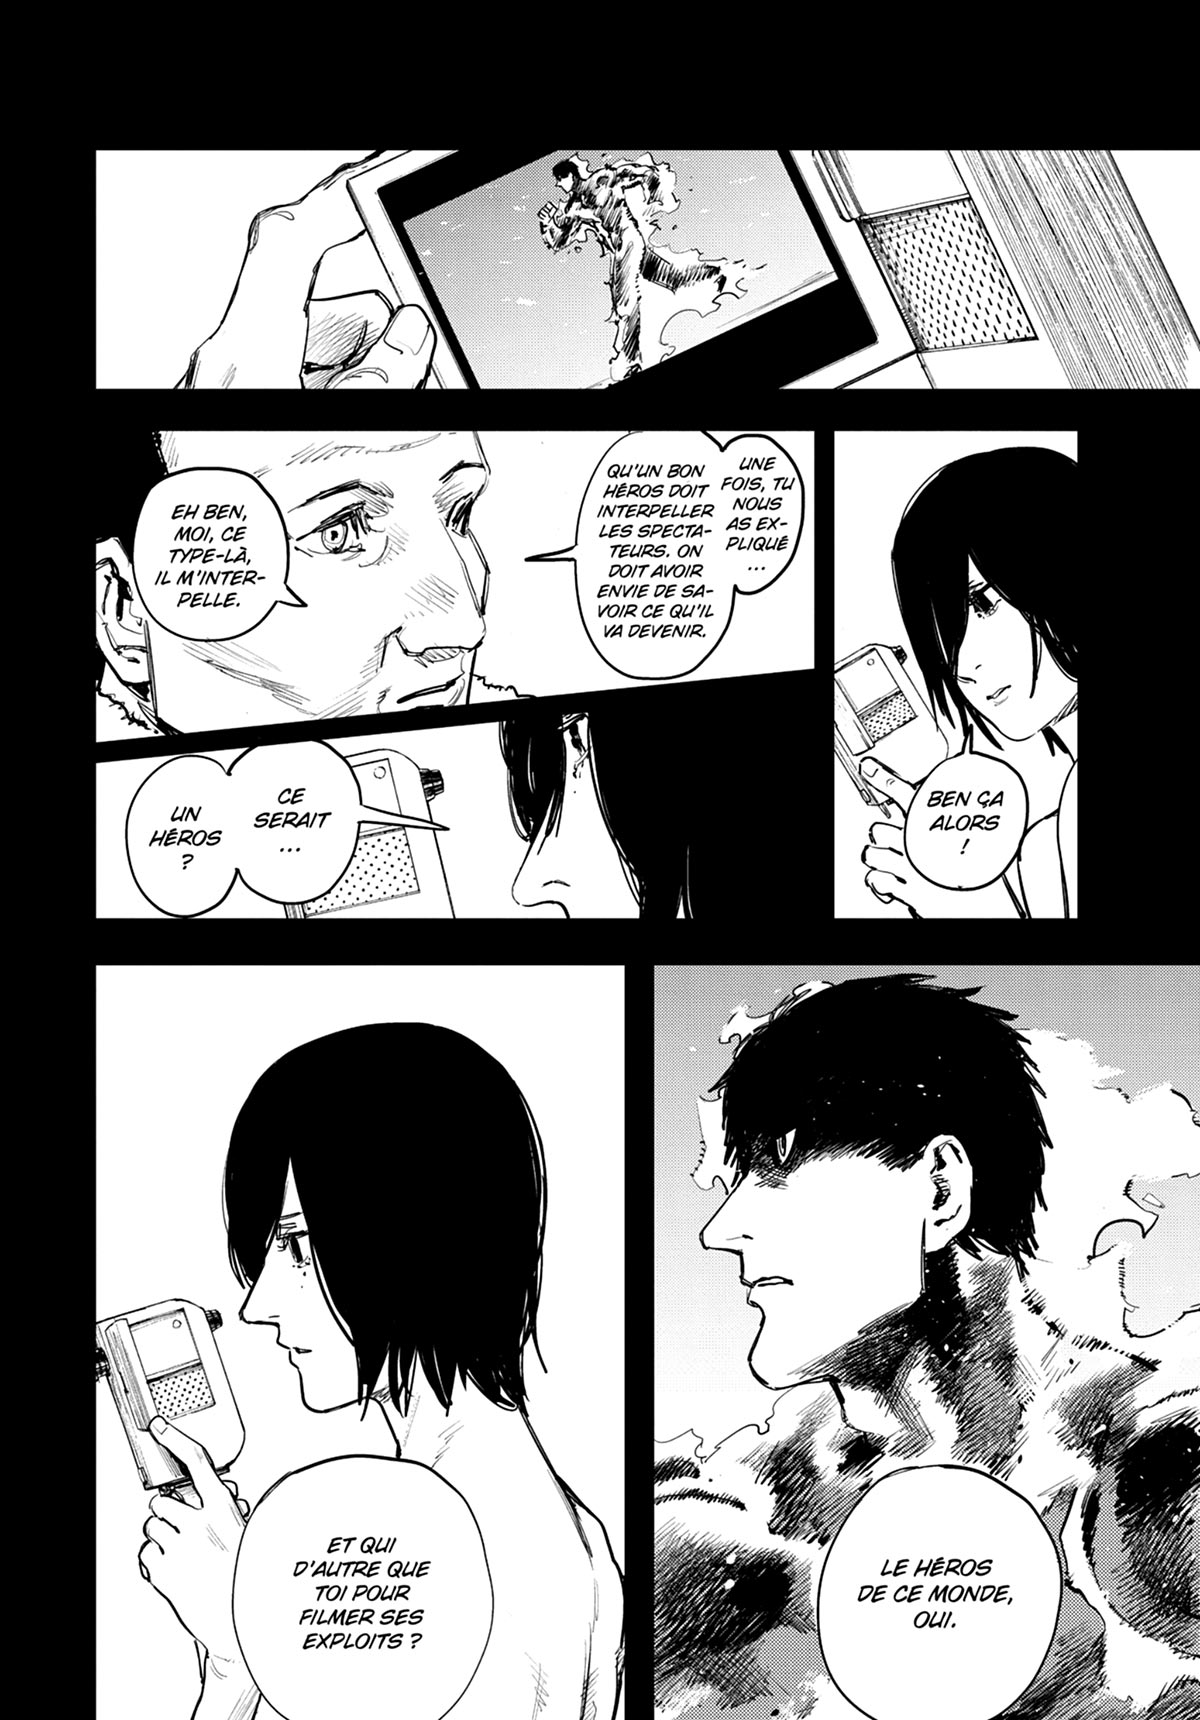 BEN ÇA
ALORS
!
UNE
FOIS, TU
NOUS
AS EX-
PLIQUÉ
...
QU'UN BON
HÉROS DOIT
INTERPELLER
LES SPECTA-
TEURS. ON
DOIT AVOIR
ENVIE DE SA-
VOIR CE QU'IL
VA DEVENIR.
EH BEN,
MOI, CE
TYPE-LÀ,
IL M'INTER-
PELLE.
CE
SERAIT
...
UN
HÉROS
?
LE HÉROS
DE CE MONDE,
OUI.
ET QUI
D'AUTRE QUE
TOI POUR
FILMER SES
EXPLOITS ?